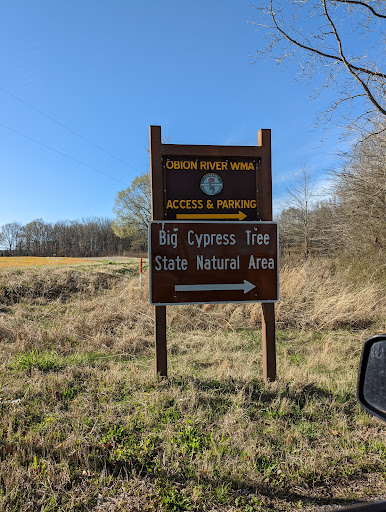 OBION RIVER WMA
ACCESS & PARKING
Big Cypress Tree
State Natural Area